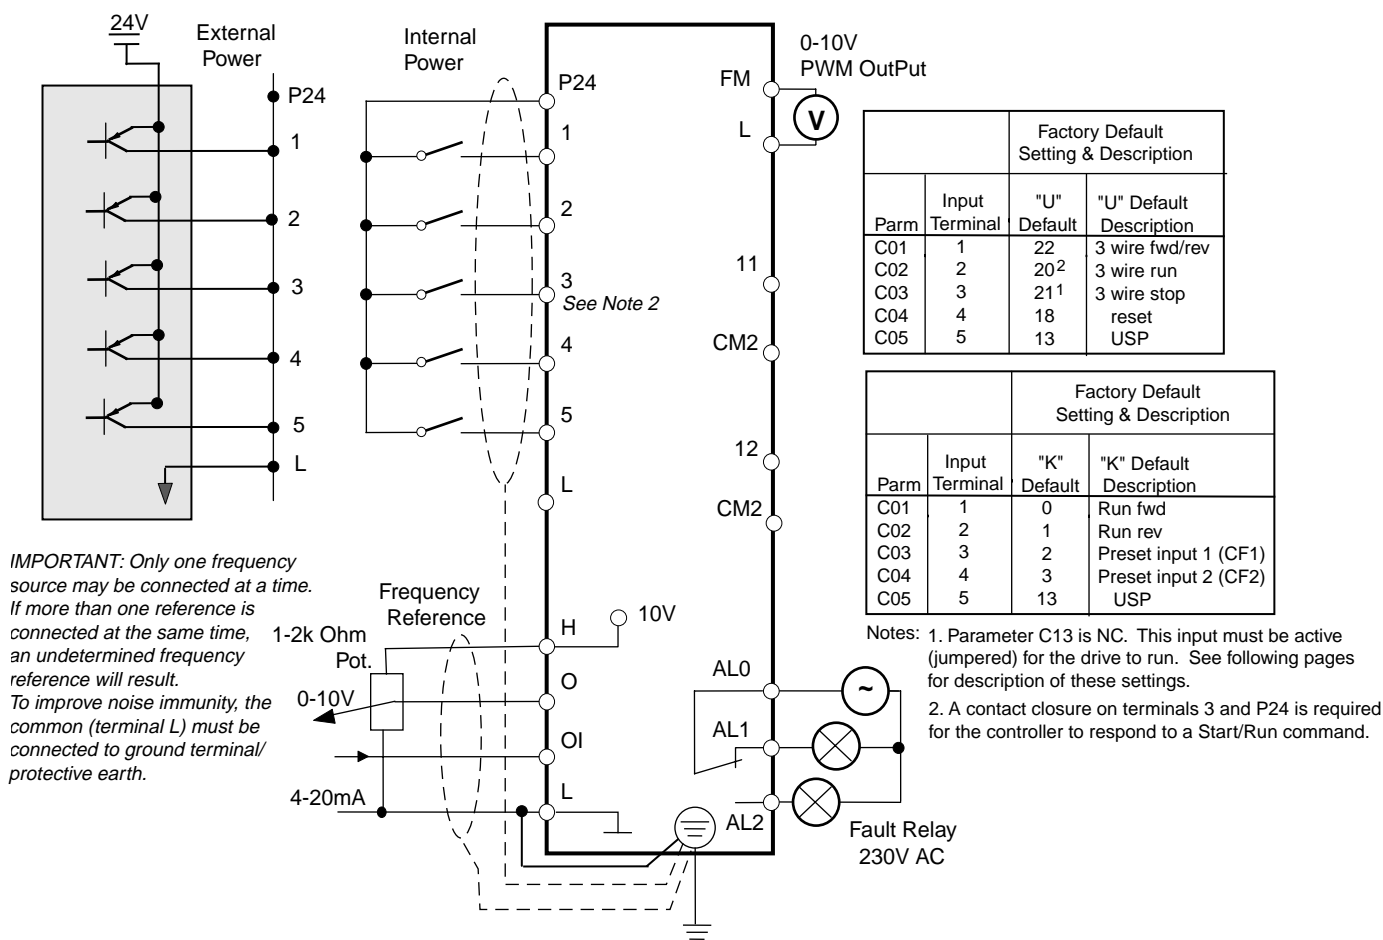 24V
External
Power
P24
1
2
3
4
5
L
Internal
Power
P24
1
2
3
See Note 2
4
5
L
0-10V
PWM OutPut
FM
V
L
11
CM2
12
CM2
Factory Default
Setting & Description
Parm Input Terminal "U" Default "U" Default Description
C01 1 22 3 wire fwd/rev
C02 2 20 2 3 wire run
C03 3 21 1 3 wire stop
C04 4 18 reset
C05 5 13 USP
Factory Default
Setting & Description
Parm Input Terminal "K" Default "K" Default Description
C01 1 0 Run fwd
C02 2 1 Run rev
C03 3 2 Preset input 1 (CF1)
C04 4 3 Preset input 2 (CF2)
C05 5 13 USP
Notes: 1. Parameter C13 is NC. This input must be active
(jumpered) for the drive to run. See following pages
for description of these settings.
2. A contact closure on terminals 3 and P24 is required
for the controller to respond to a Start/Run command.
IMPORTANT: Only one frequency
source may be connected at a time.
If more than one reference is
connected at the same time,
an undetermined frequency
reference will result.
To improve noise immunity, the
common (terminal L) must be
connected to ground terminal/
protective earth.
Frequency
Reference
1-2k Ohm
Pot.
0-10V
4-20mA
H
10V
O
OI
L
AL0
~
AL1
AL2
Fault Relay
230V AC